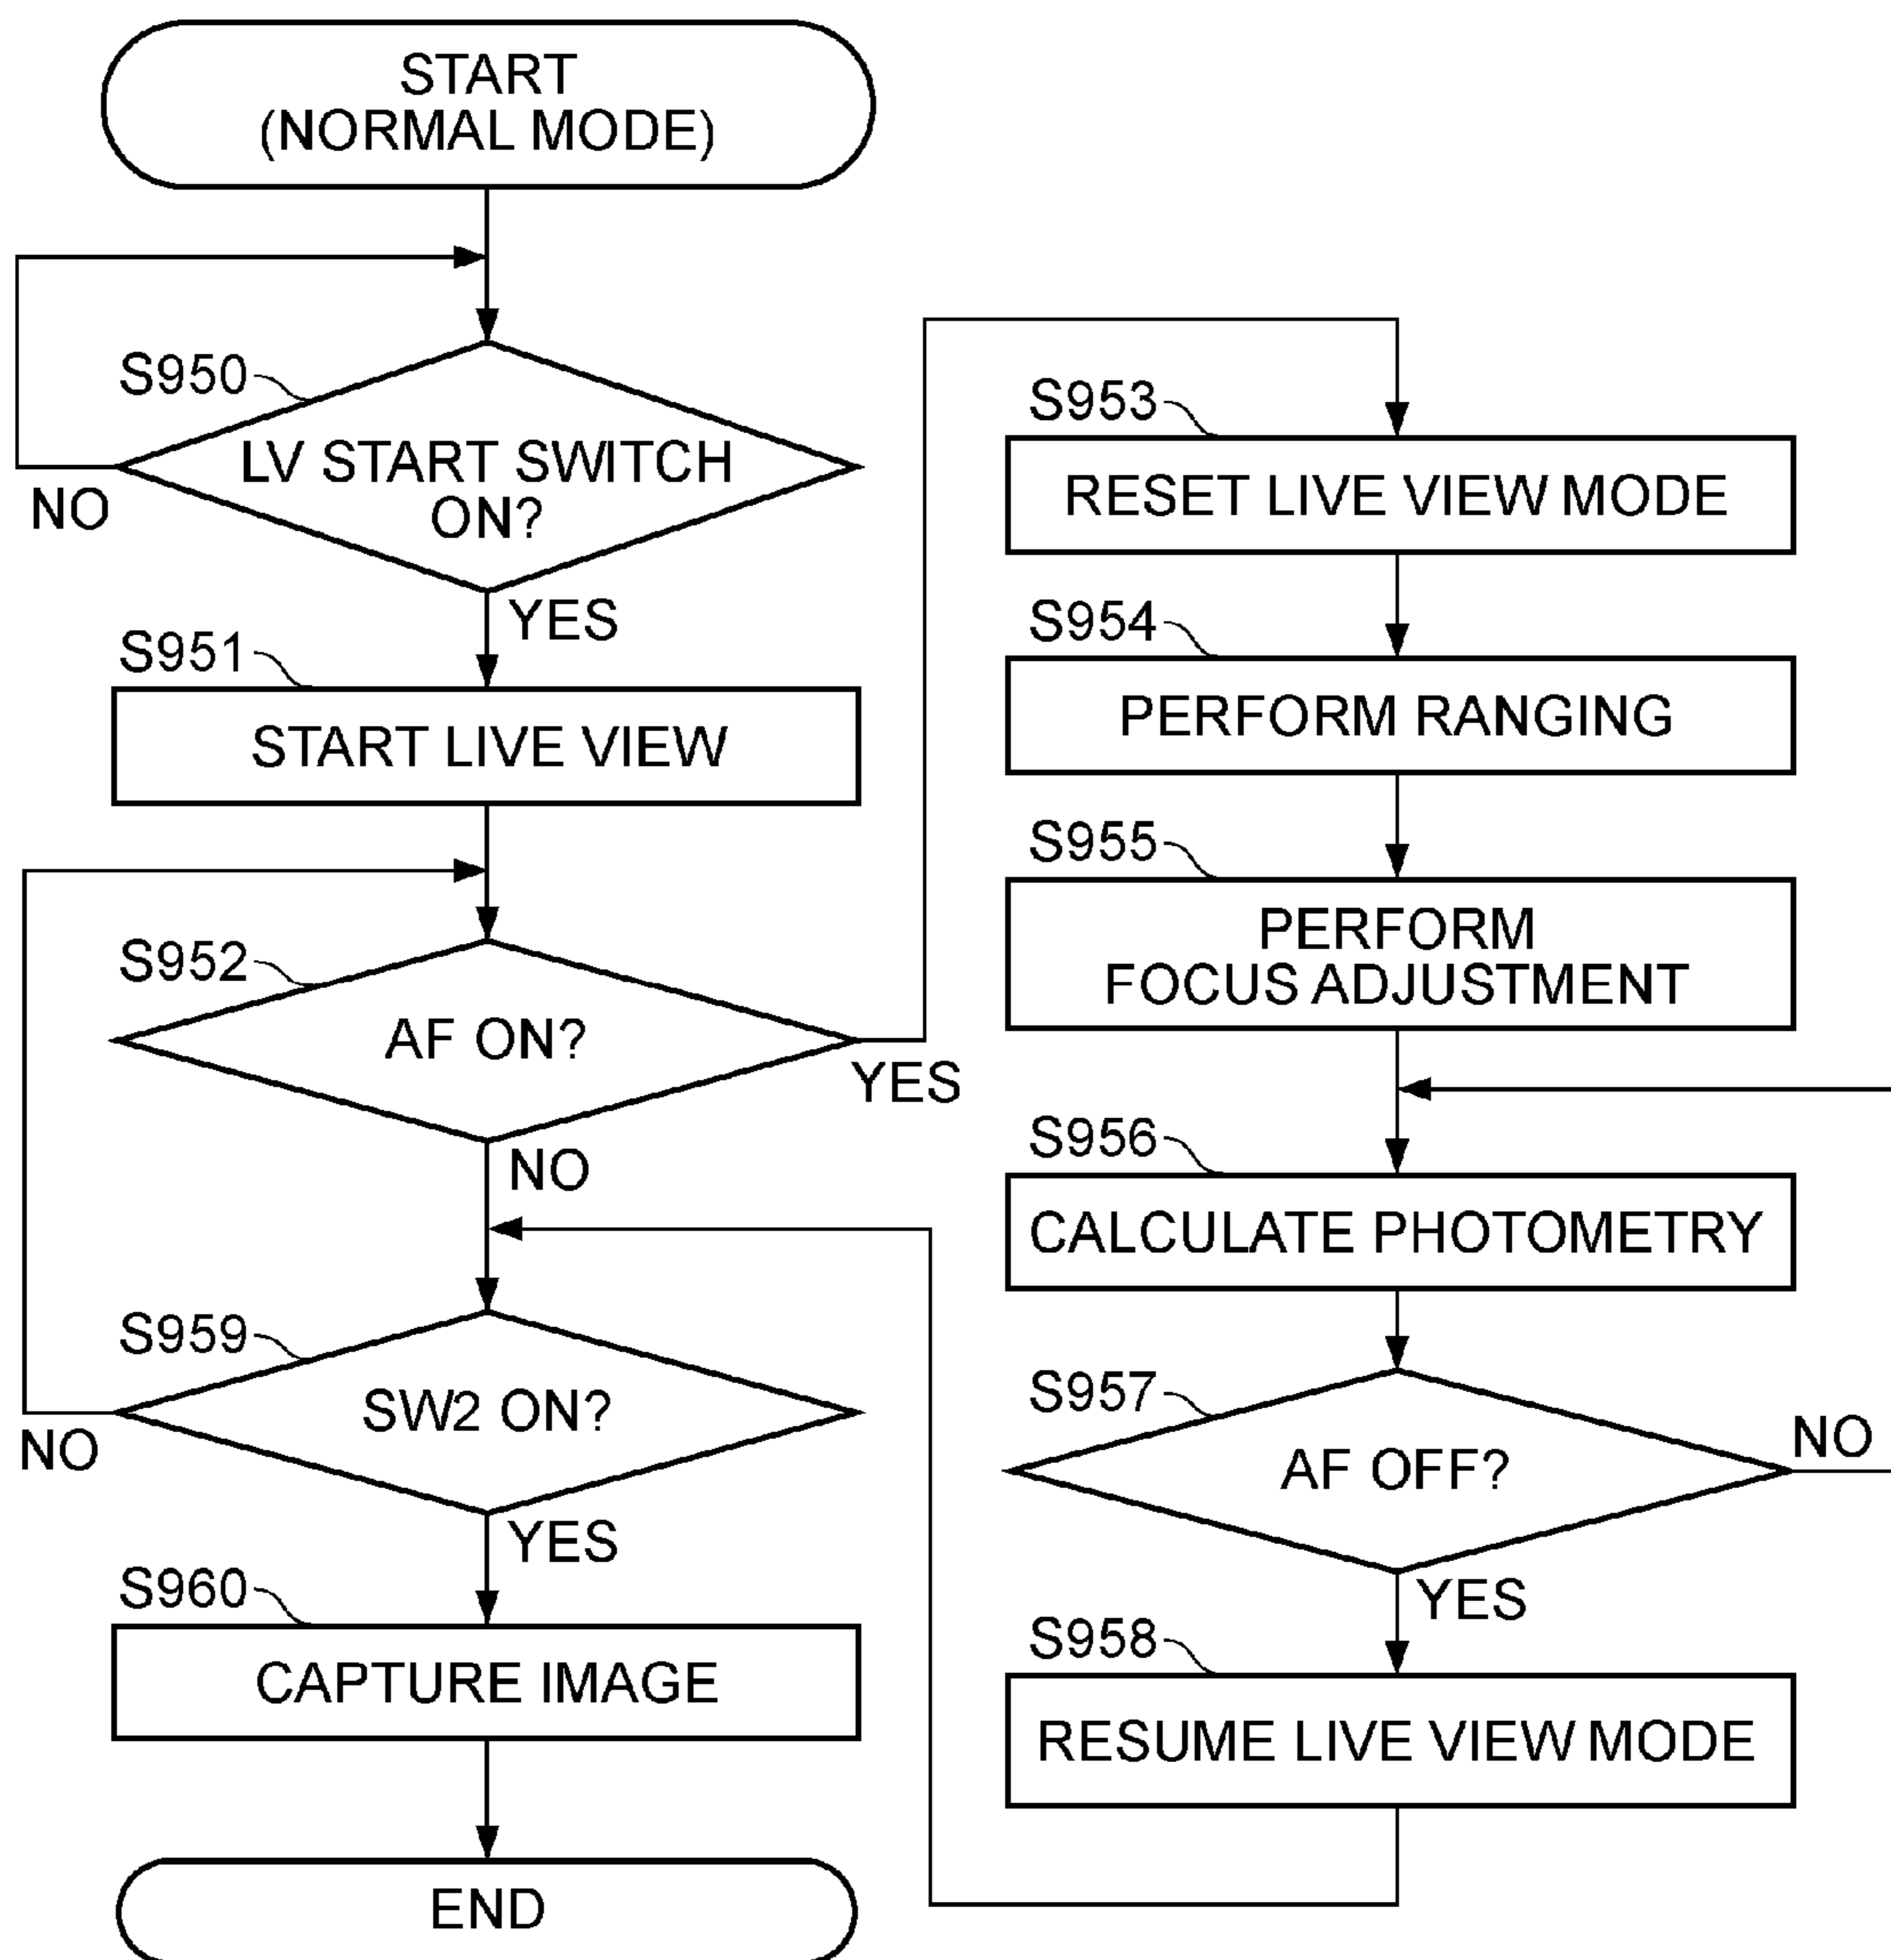 START
(NORMAL MODE)
S950
LV START SWITCH
ON?
NO
YES
S951
START LIVE VIEW
S952
AF ON?
YES
NO
S959
SW2 ON?
NO
YES
S960
CAPTURE IMAGE
END
S953
RESET LIVE VIEW MODE
S954
PERFORM RANGING
S955
PERFORM
FOCUS ADJUSTMENT
S956
CALCULATE PHOTOMETRY
S957
AF OFF?
NO
YES
S958
RESUME LIVE VIEW MODE